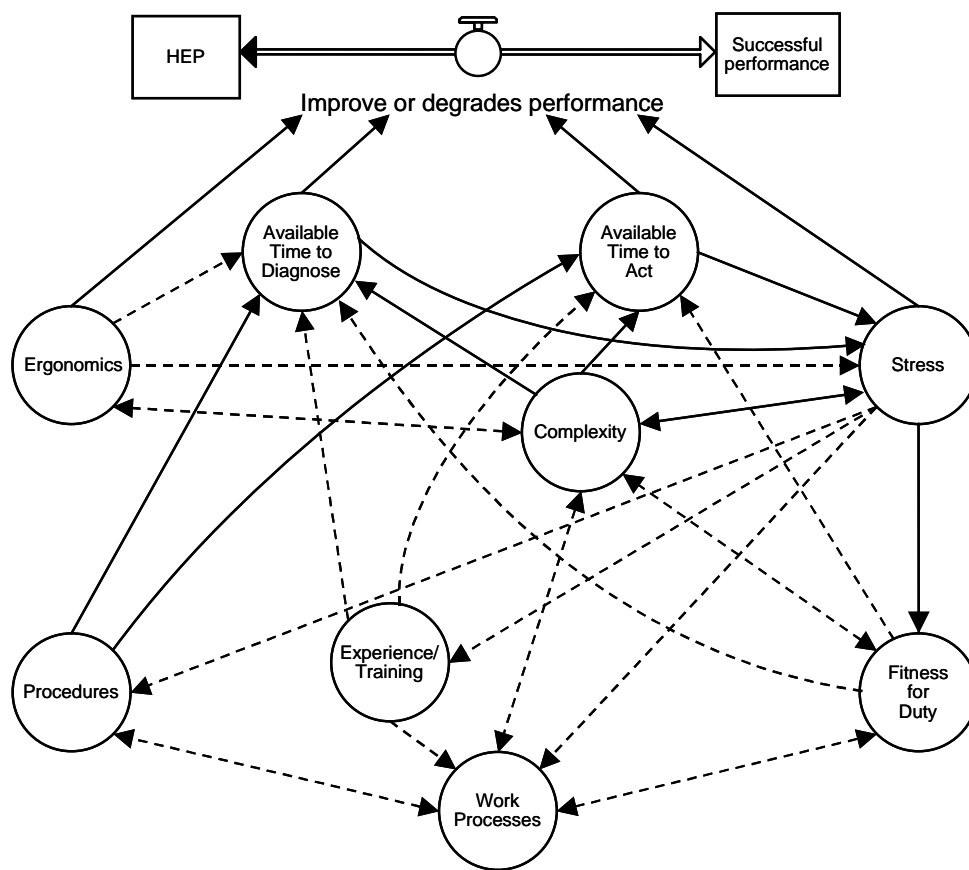 HEP
Successful
performance
Improve or degrades performance
Available
Time to
Diagnose
Available
Time to
Act
Ergonomics
Stress
Complexity
Procedures
Experience/
Training
Fitness
for
Duty
Work
Processes